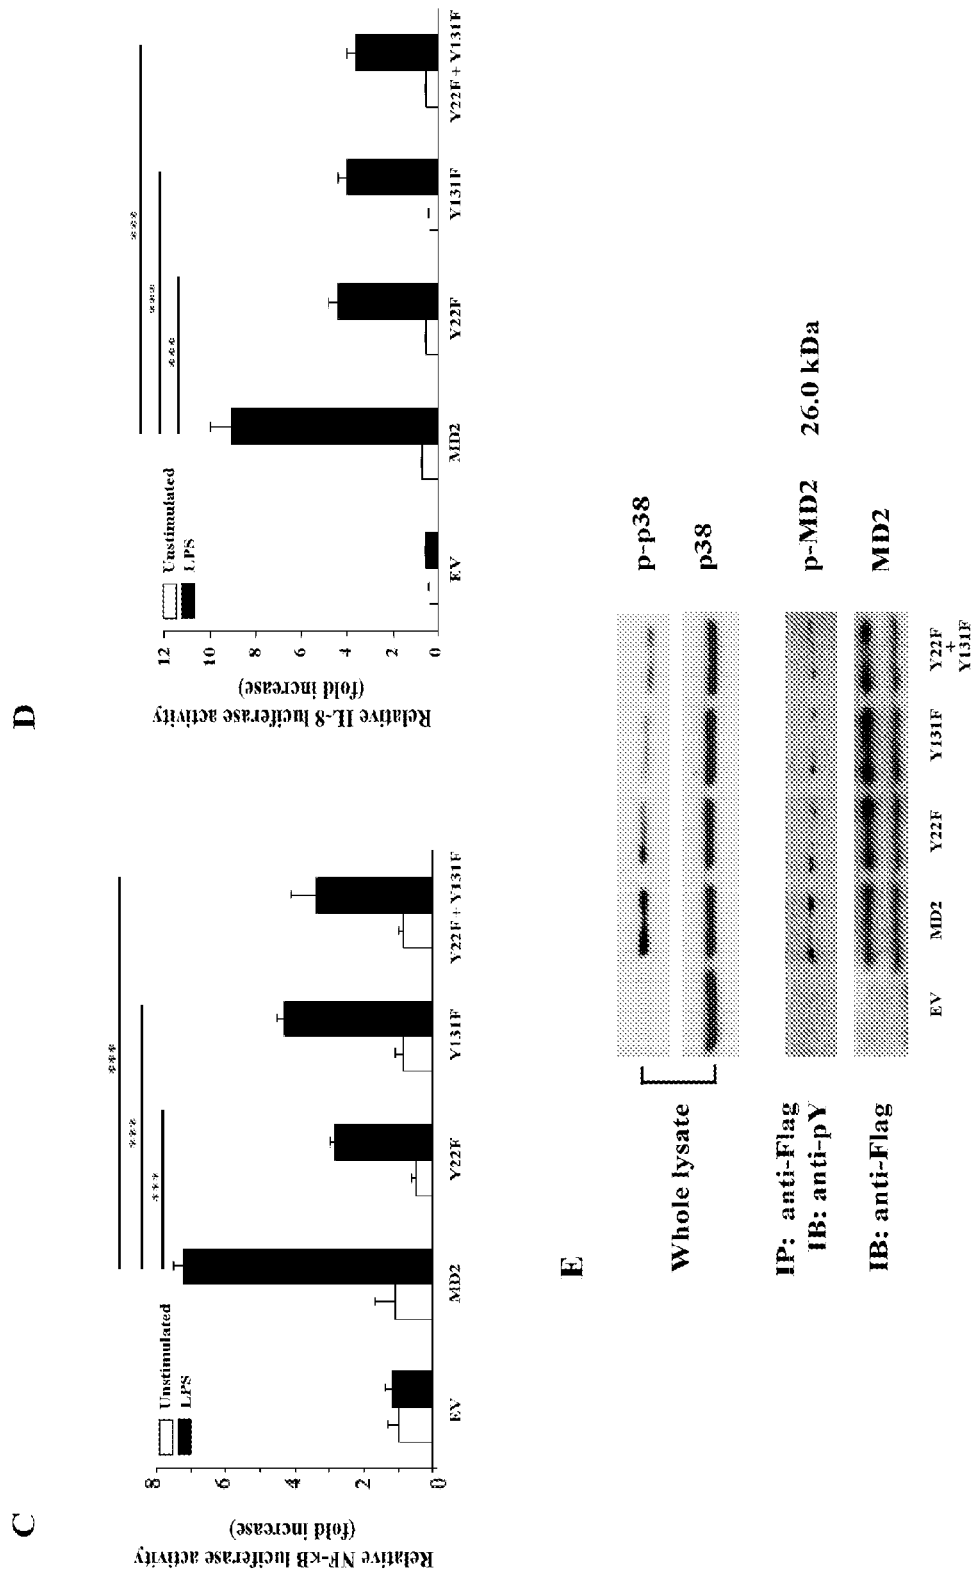 C
Relative NF-κB luciferase activity
(fold increase)
8
6
4
2
0
Unstimulated
LPS
***
***
***
EV
MD2
Y22F
Y131F
Y22F + Y131F
D
Relative IL-8 luciferase activity
(fold increase)
12
10
8
6
4
2
0
Unstimulated
LPS
***
***
***
EV
MD2
Y22F
Y131F
Y22F + Y131F
E
Whole lysate
p-p38
p38
IP: anti-Flag
IB: anti-pY
p-MD2 26.0 kDa
IB: anti-Flag
MD2
EV
MD2
Y22F
Y131F
Y22F
+
Y131F